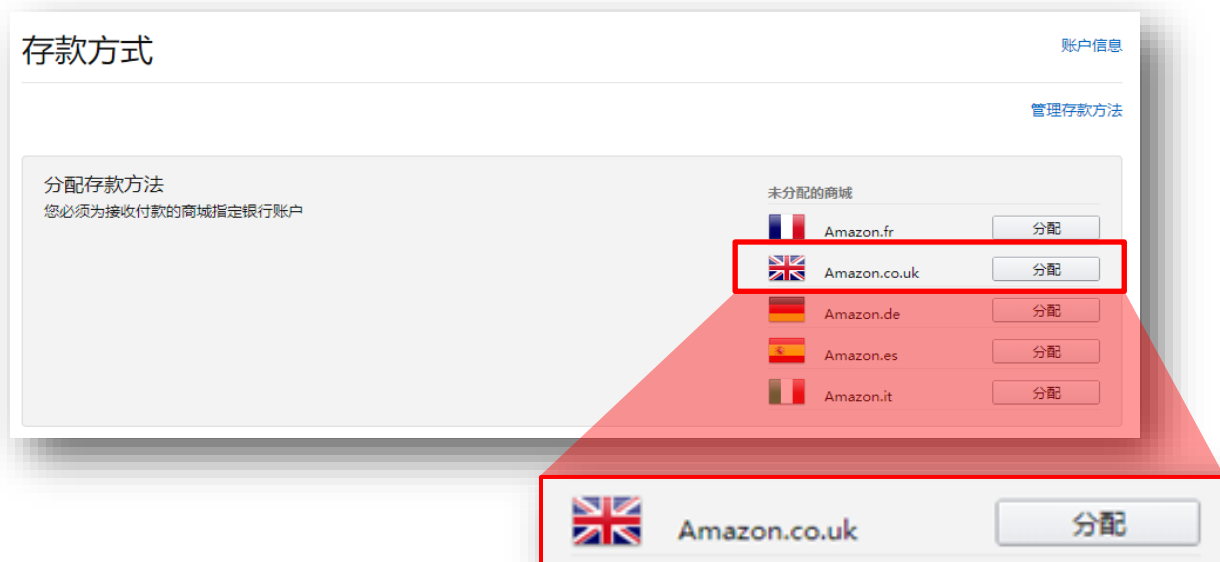 存款方式
账户信息
管理存款方法
分配存款方法
您必须为接收付款的商城指定银行账户
未分配的商城
Amazon.fr 分配
Amazon.co.uk 分配
Amazon.de 分配
Amazon.es 分配
Amazon.it 分配
Amazon.co.uk 分配